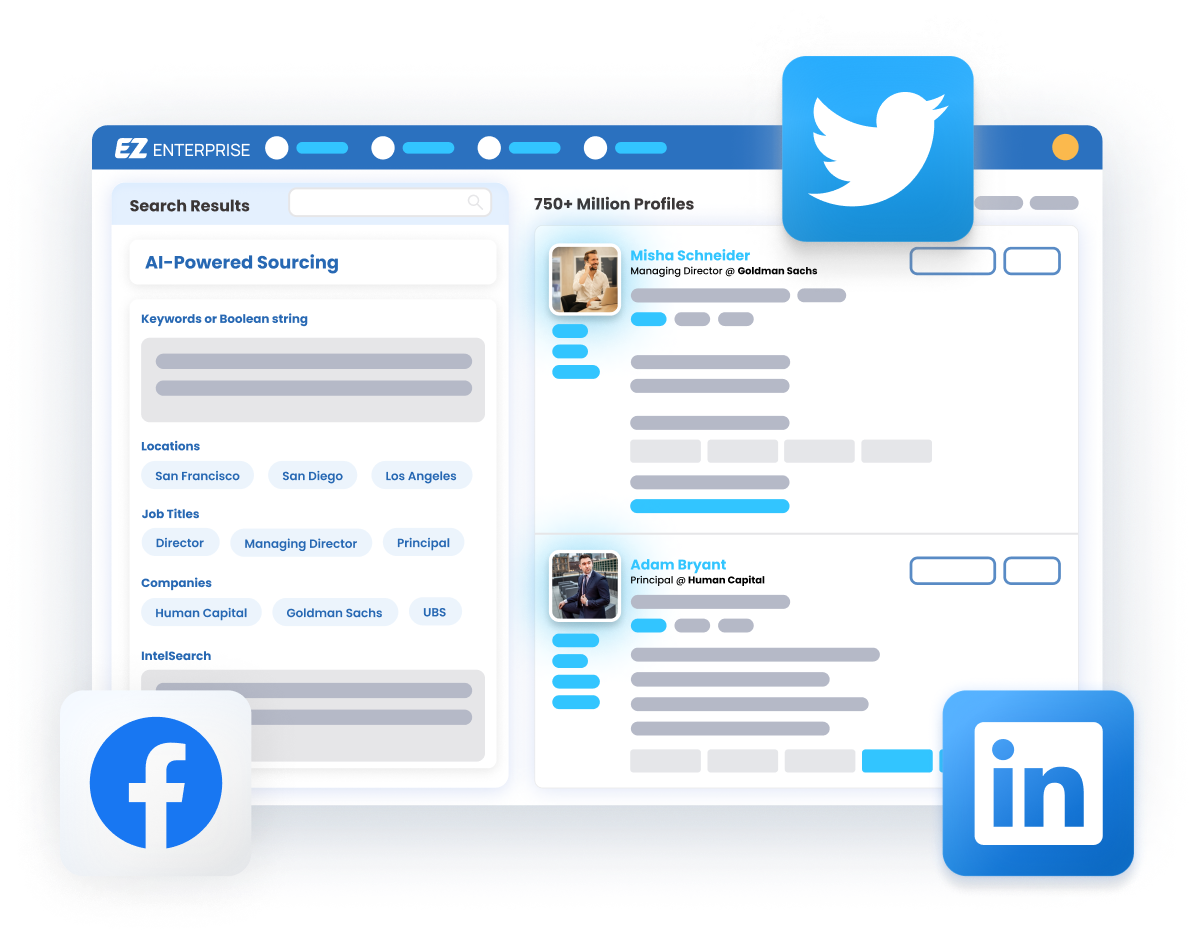 EZ ENTERPRISE
Search Results
AI-Powered Sourcing
Keywords or Boolean string
Locations
San Francisco San Diego Los Angeles
Job Titles
Director Managing Director Principal
Companies
Human Capital Goldman Sachs UBS
IntelSearch
750+ Million Profiles
Misha Schneider
Managing Director @ Goldman Sachs
Adam Bryant
Principal @ Human Capital
f
in